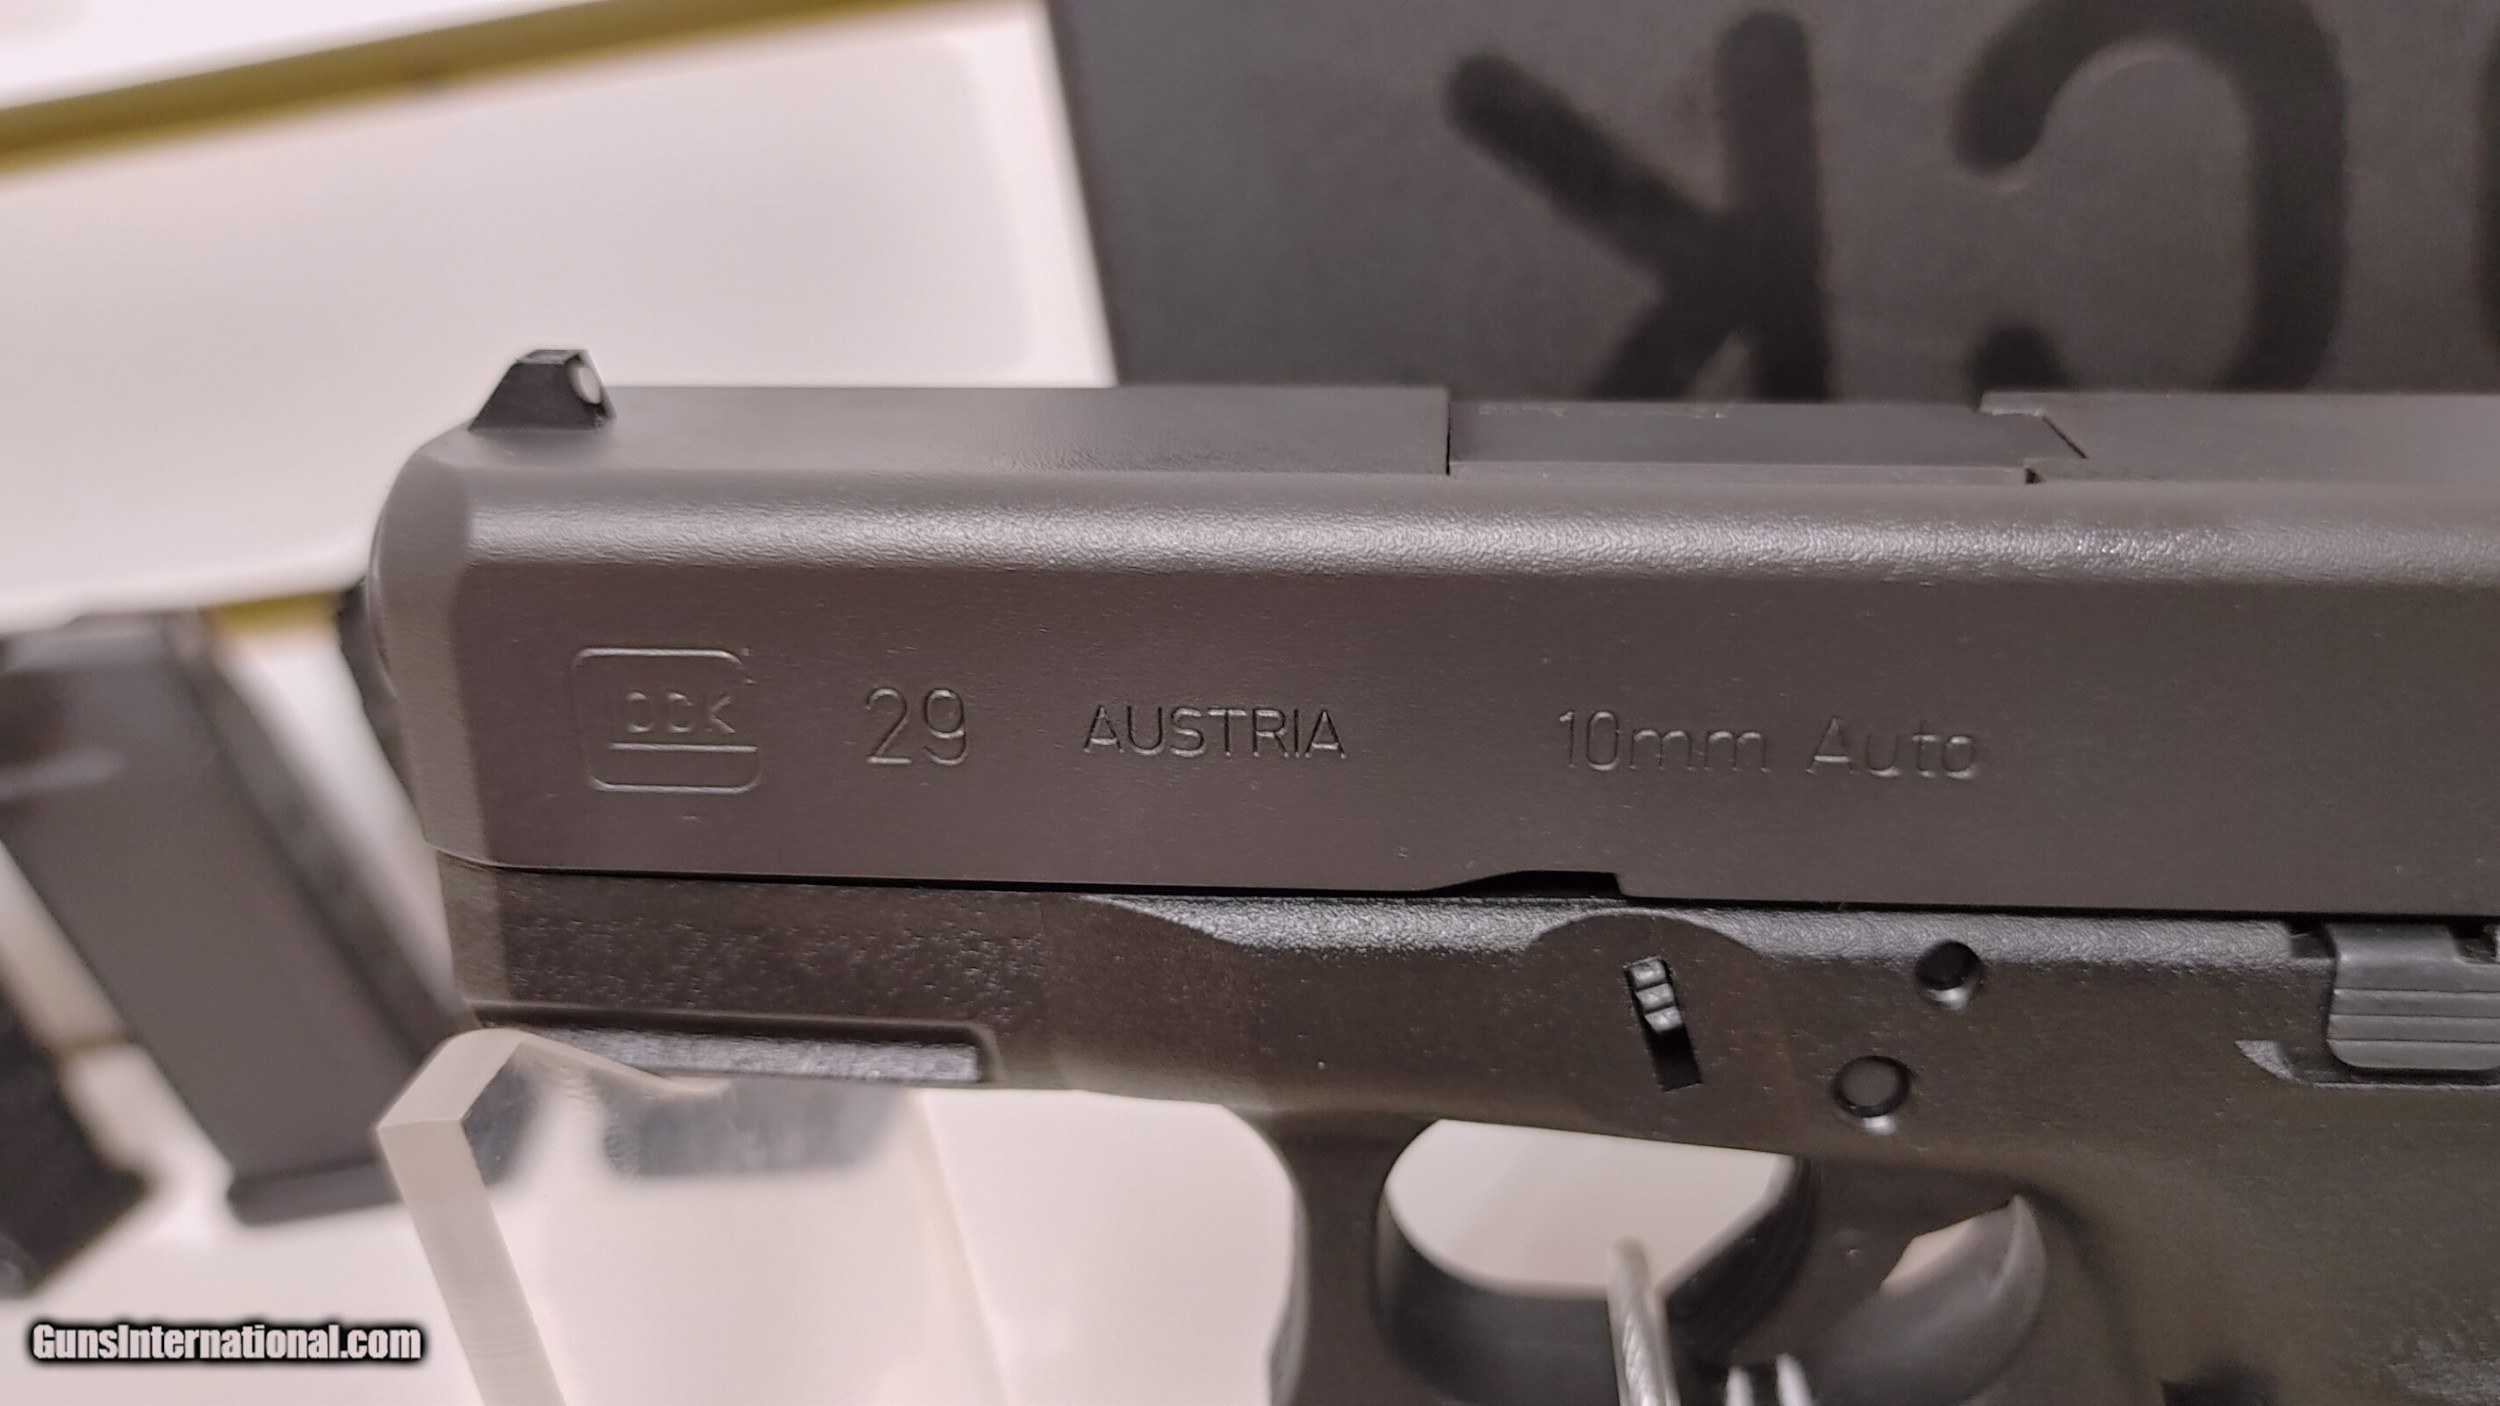 GLOCK 29 AUSTRIA 10mm Auto
GunsInternational.com